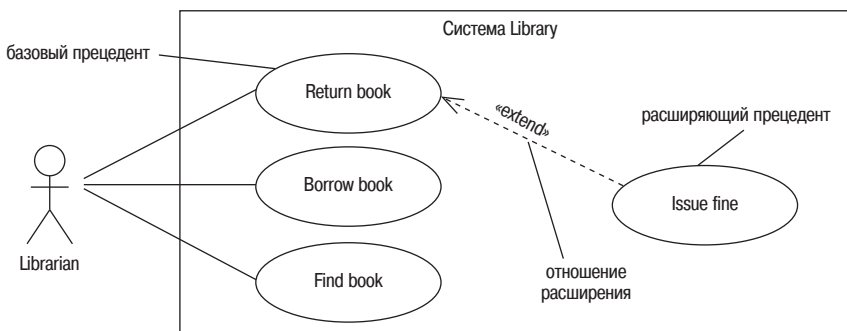 Система Library
базовый прецедент
Return book
«extend»
расширяющий прецедент
Borrow book
Issue fine
Librarian
Find book
отношение
расширения